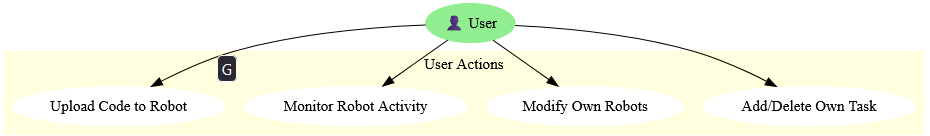 User
User Actions
G
Upload Code to Robot
Monitor Robot Activity
Modify Own Robots
Add/Delete Own Task